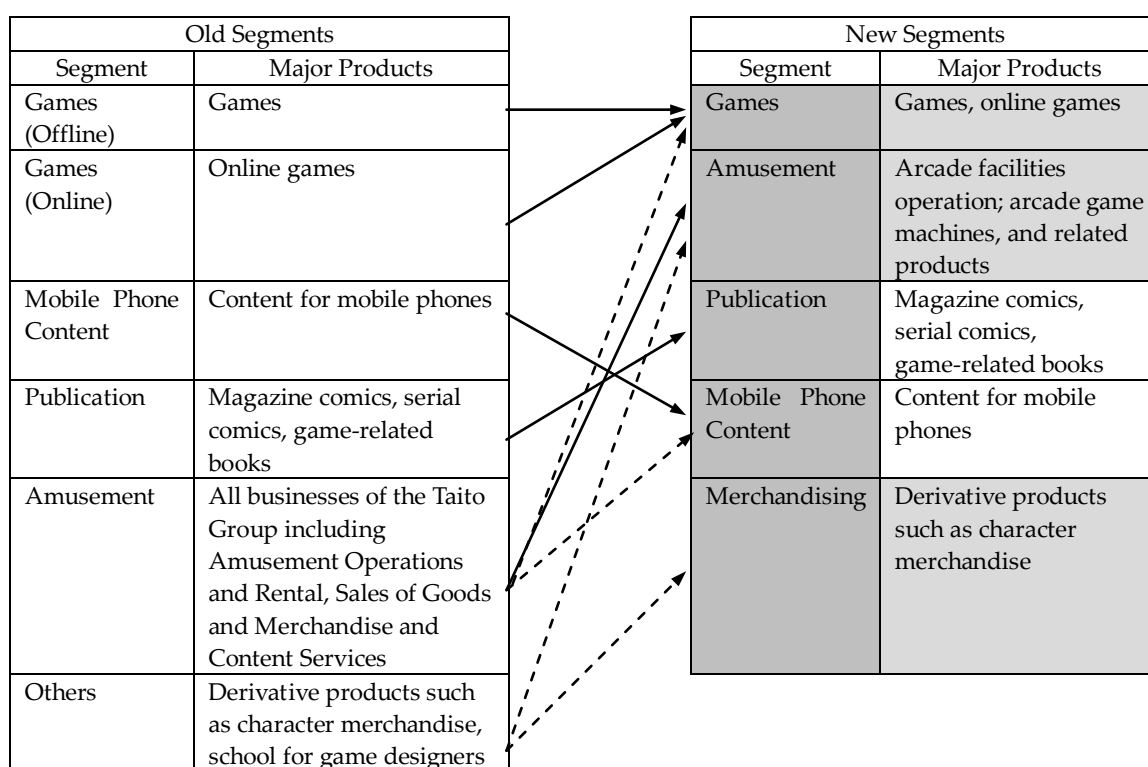 Old Segments
Segment Major Products
Games Games
(Offline)
Games Online games
(Online)
Mobile Phone Content for mobile phones
Content
Publication Magazine comics, serial
comics, game-related
books
Amusement All businesses of the Taito
Group including
Amusement Operations
and Rental, Sales of Goods
and Merchandise and
Content Services
Others Derivative products such
as character merchandise,
school for game designers
New Segments
Segment Major Products
Games Games, online games
Amusement Arcade facilities
operation; arcade game
machines, and related
products
Publication Magazine comics,
serial comics,
game-related books
Mobile Phone Content for mobile
Content phones
Merchandising Derivative products
such as character
merchandise